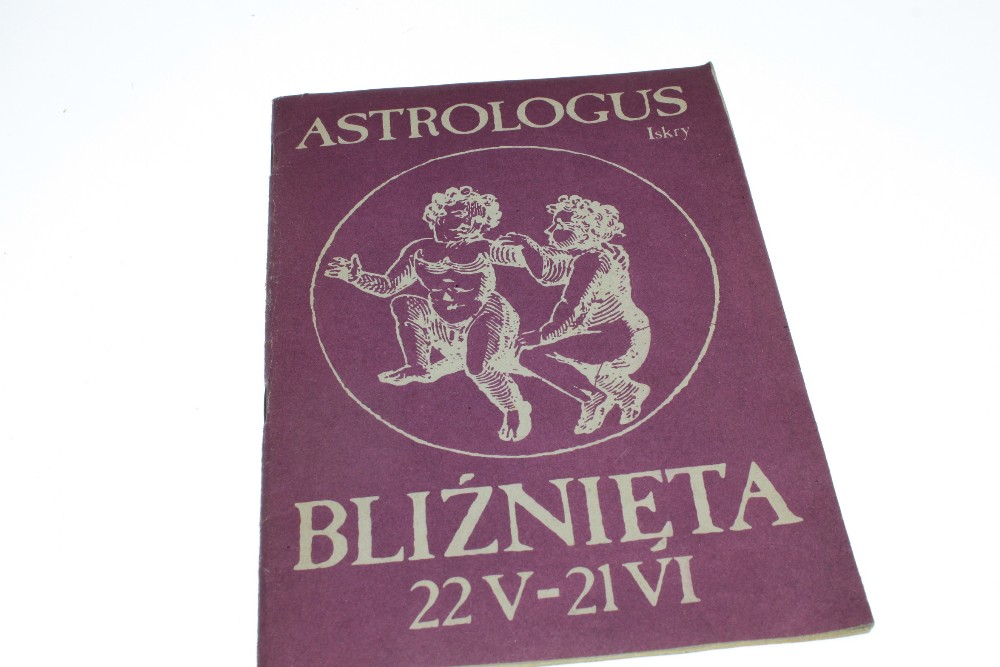 ASTROLOGUS
Iskry
BLIŹNIĘTA
22 V - 21 VI